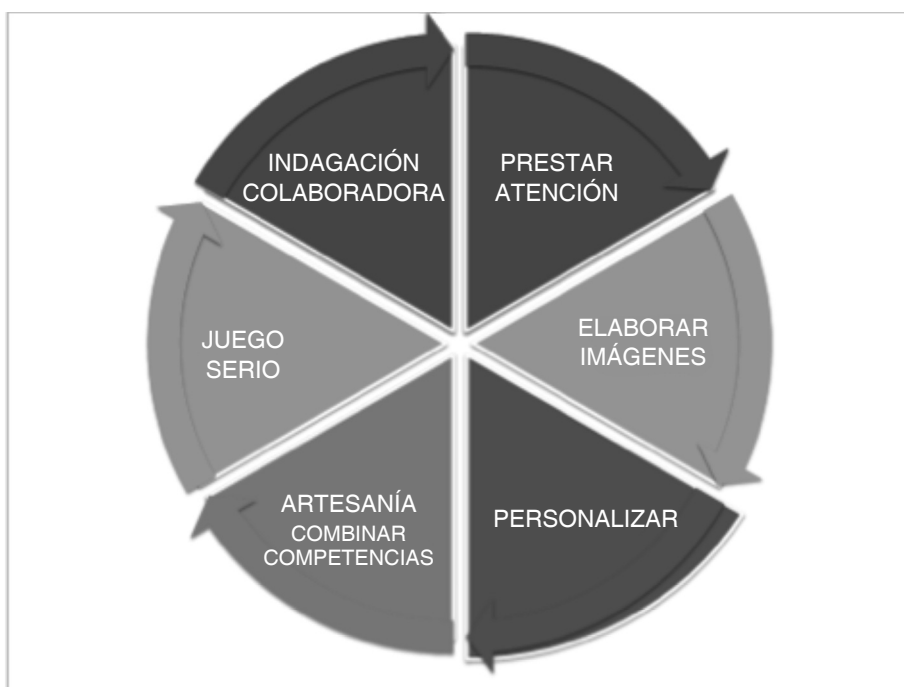 INDAGACIÓN
COLABORADORA
PRESTAR
ATENCIÓN
ELABORAR
IMÁGENES
PERSONALIZAR
ARTESANÍA
COMBINAR
COMPETENCIAS
JUEGO
SERIO